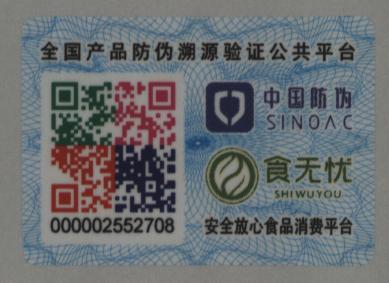 全国产品防伪溯源验证公共平台
中国防伪
SINOAC
食无忧
SHIWUYOU
000002552708
安全放心食品消费平台